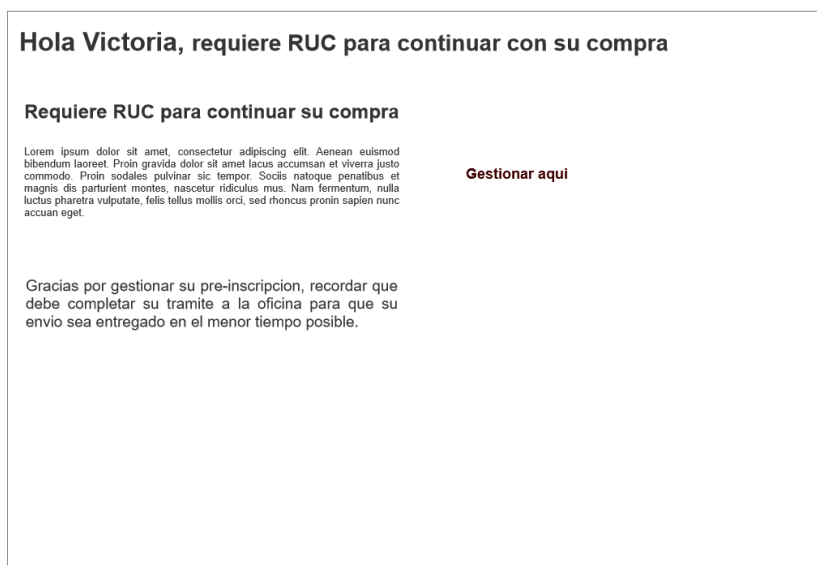 Hola Victoria, requiere RUC para continuar con su compra
Requiere RUC para continuar su compra
Lorem ipsum dolor sit amet, consectetur adipiscing elit. Aenean euismod
bibendum laoreet. Proin gravida dolor sit amet lacus accumsan et viverra justo
commodo. Proin sodales pulvinar sic tempor. Sociis natoque penatibus et
magnis dis parturient montes, nascetur ridiculus mus. Nam fermentum, nulla
luctus pharetra vulputate, felis tellus mollis orci, sed rhoncus pronin sapien nunc
accuan eget.
Gestionar aqui
Gracias por gestionar su pre-inscripcion, recordar que
debe completar su tramite a la oficina para que su
envio sea entregado en el menor tiempo posible.